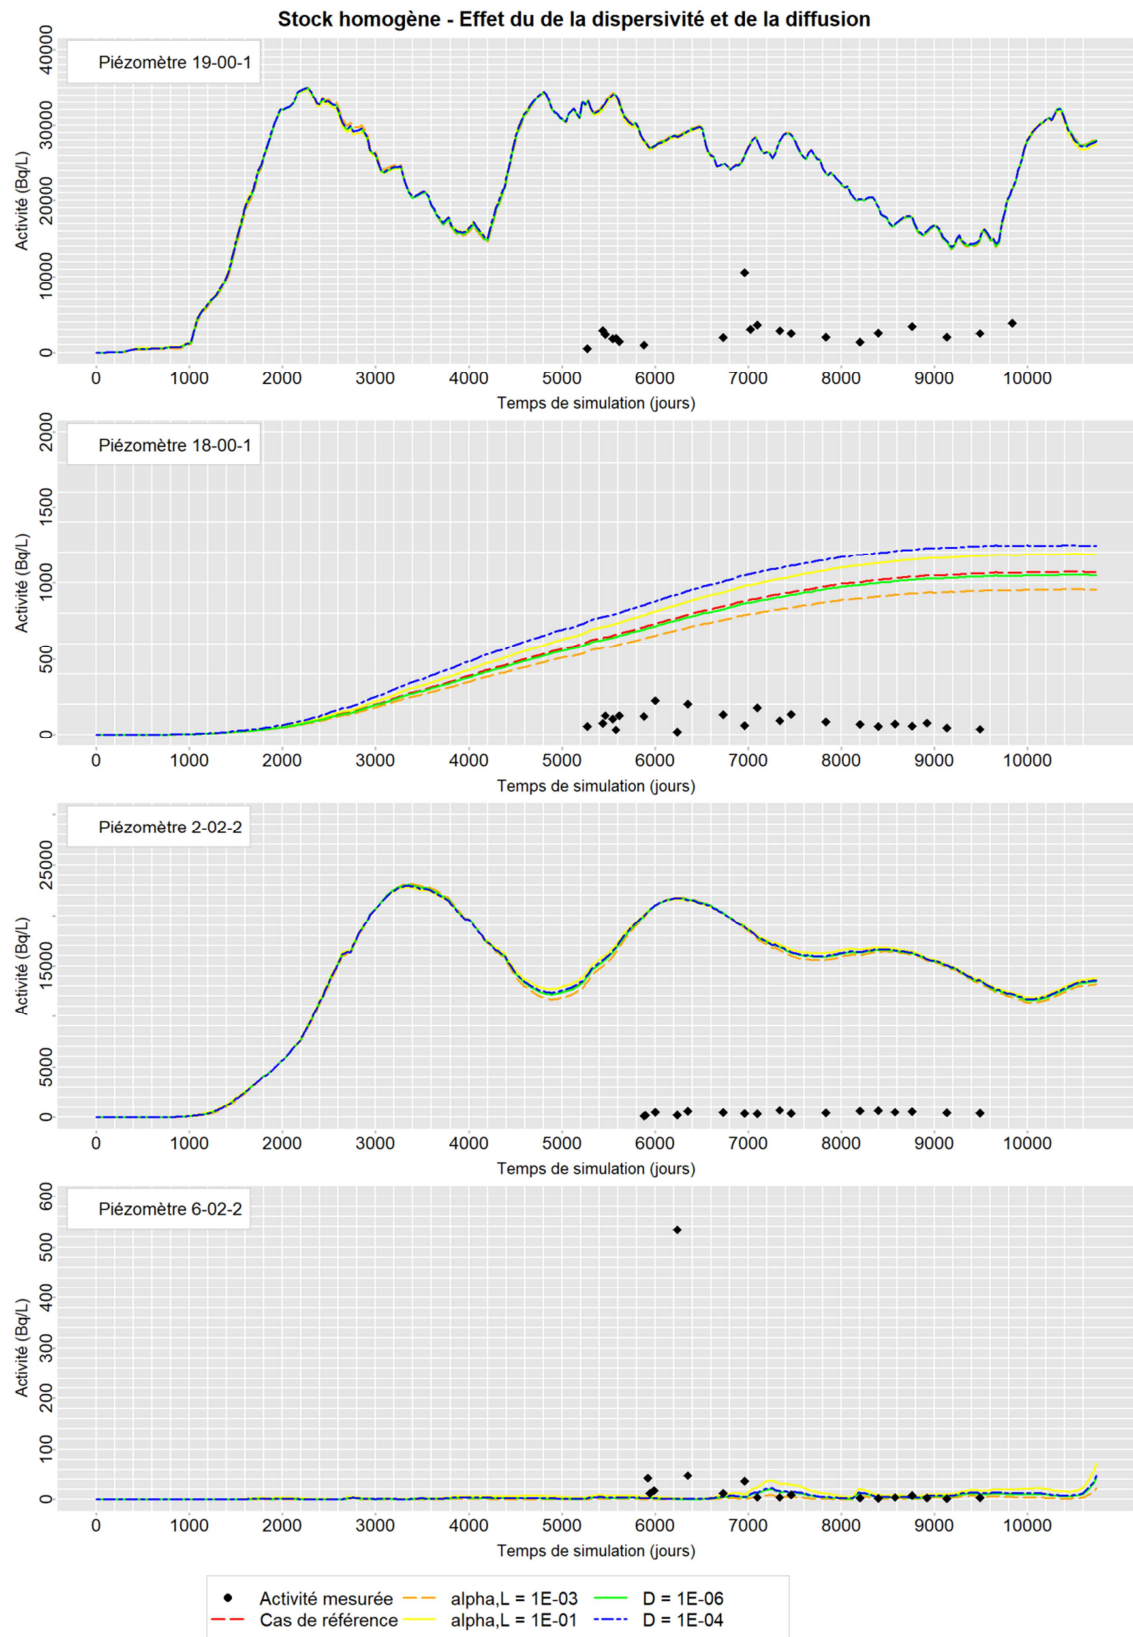 Stock homogène - Effet du de la dispersivité et de la diffusion
Piézomètre 19-00-1
Activité (Bq/L)
40000
30000
20000
10000
0
0 1000 2000 3000 4000 5000 6000 7000 8000 9000 10000
Temps de simulation (jours)
Piézomètre 18-00-1
Activité (Bq/L)
2000
1500
1000
500
0
0 1000 2000 3000 4000 5000 6000 7000 8000 9000 10000
Temps de simulation (jours)
Piézomètre 2-02-2
Activité (Bq/L)
25000
15000
50000
0
0 1000 2000 3000 4000 5000 6000 7000 8000 9000 10000
Temps de simulation (jours)
Piézomètre 6-02-2
Activité (Bq/L)
600
500
400
300
200
100
0
0 1000 2000 3000 4000 5000 6000 7000 8000 9000 10000
Temps de simulation (jours)
Activité mesurée alpha,L = 1E-03 D = 1E-06
Cas de référence alpha,L = 1E-01 D = 1E-04